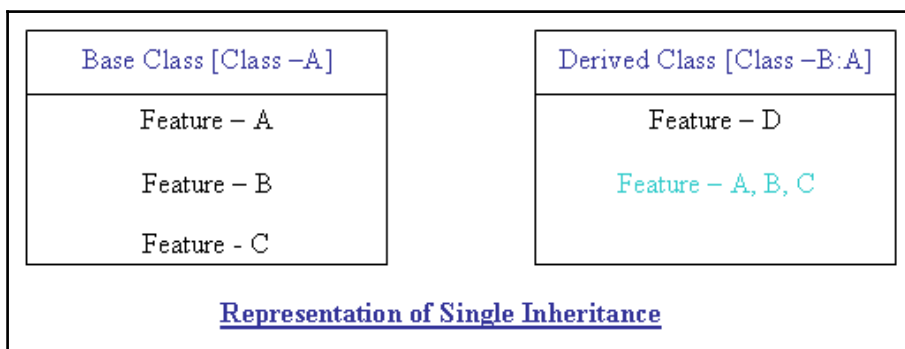 Base Class [Class –A]
Feature – A
Feature – B
Feature - C
Derived Class [Class –B:A]
Feature – D
Feature – A, B, C
Representation of Single Inheritance